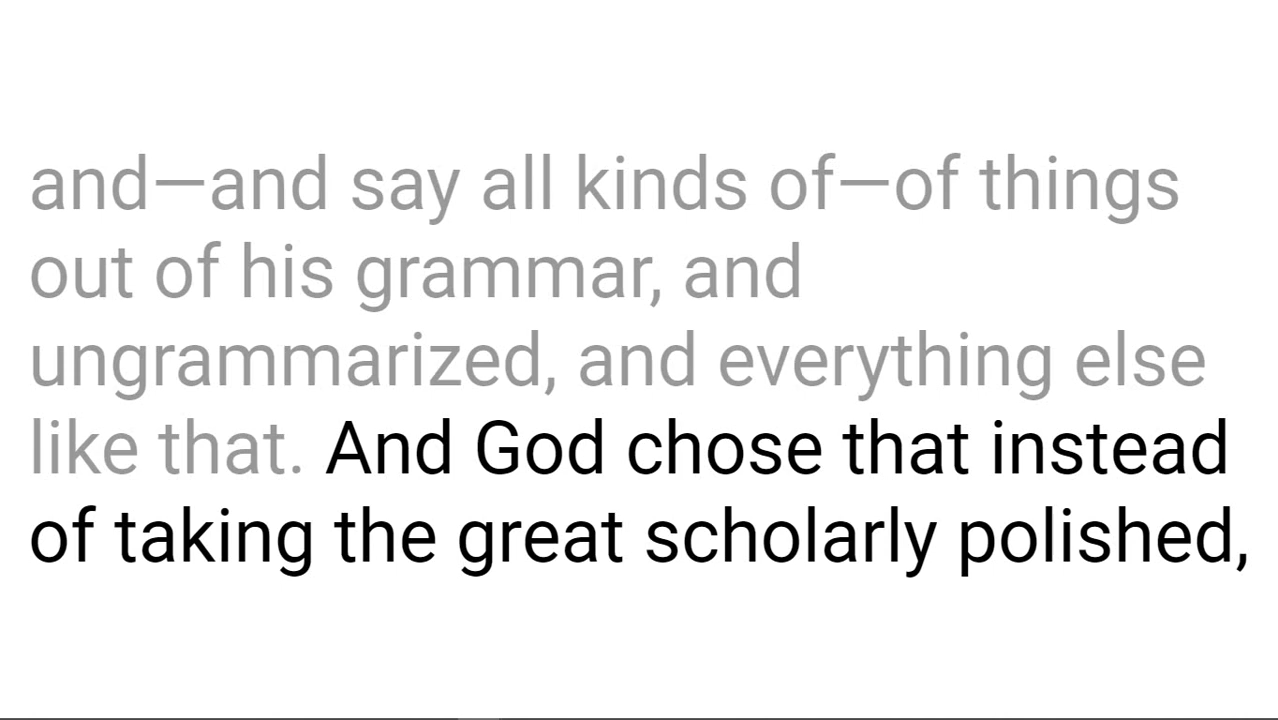 and—and say all kinds of—of things
out of his grammar, and
ungrammarized, and everything else
like that. And God chose that instead
of taking the great scholarly polished,